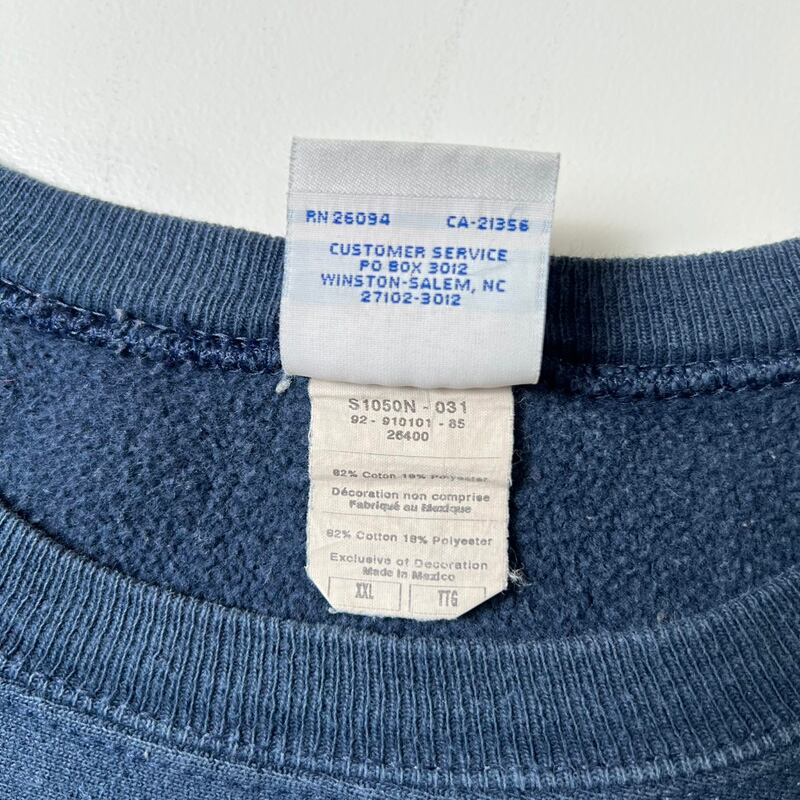 RN 26094 CA-21356
CUSTOMER SERVICE
PO BOX 3012
WINSTON-SALEM, NC
27102-3012
S1050N - 031
92 - 910101 - 85
26400
82% Coton 18% Polyester
Décoration non comprise
Fabriqué au Mexique
82% Cotton 18% Polyester
Exclusive of Decoration
Made in Mexico
XXL TTG